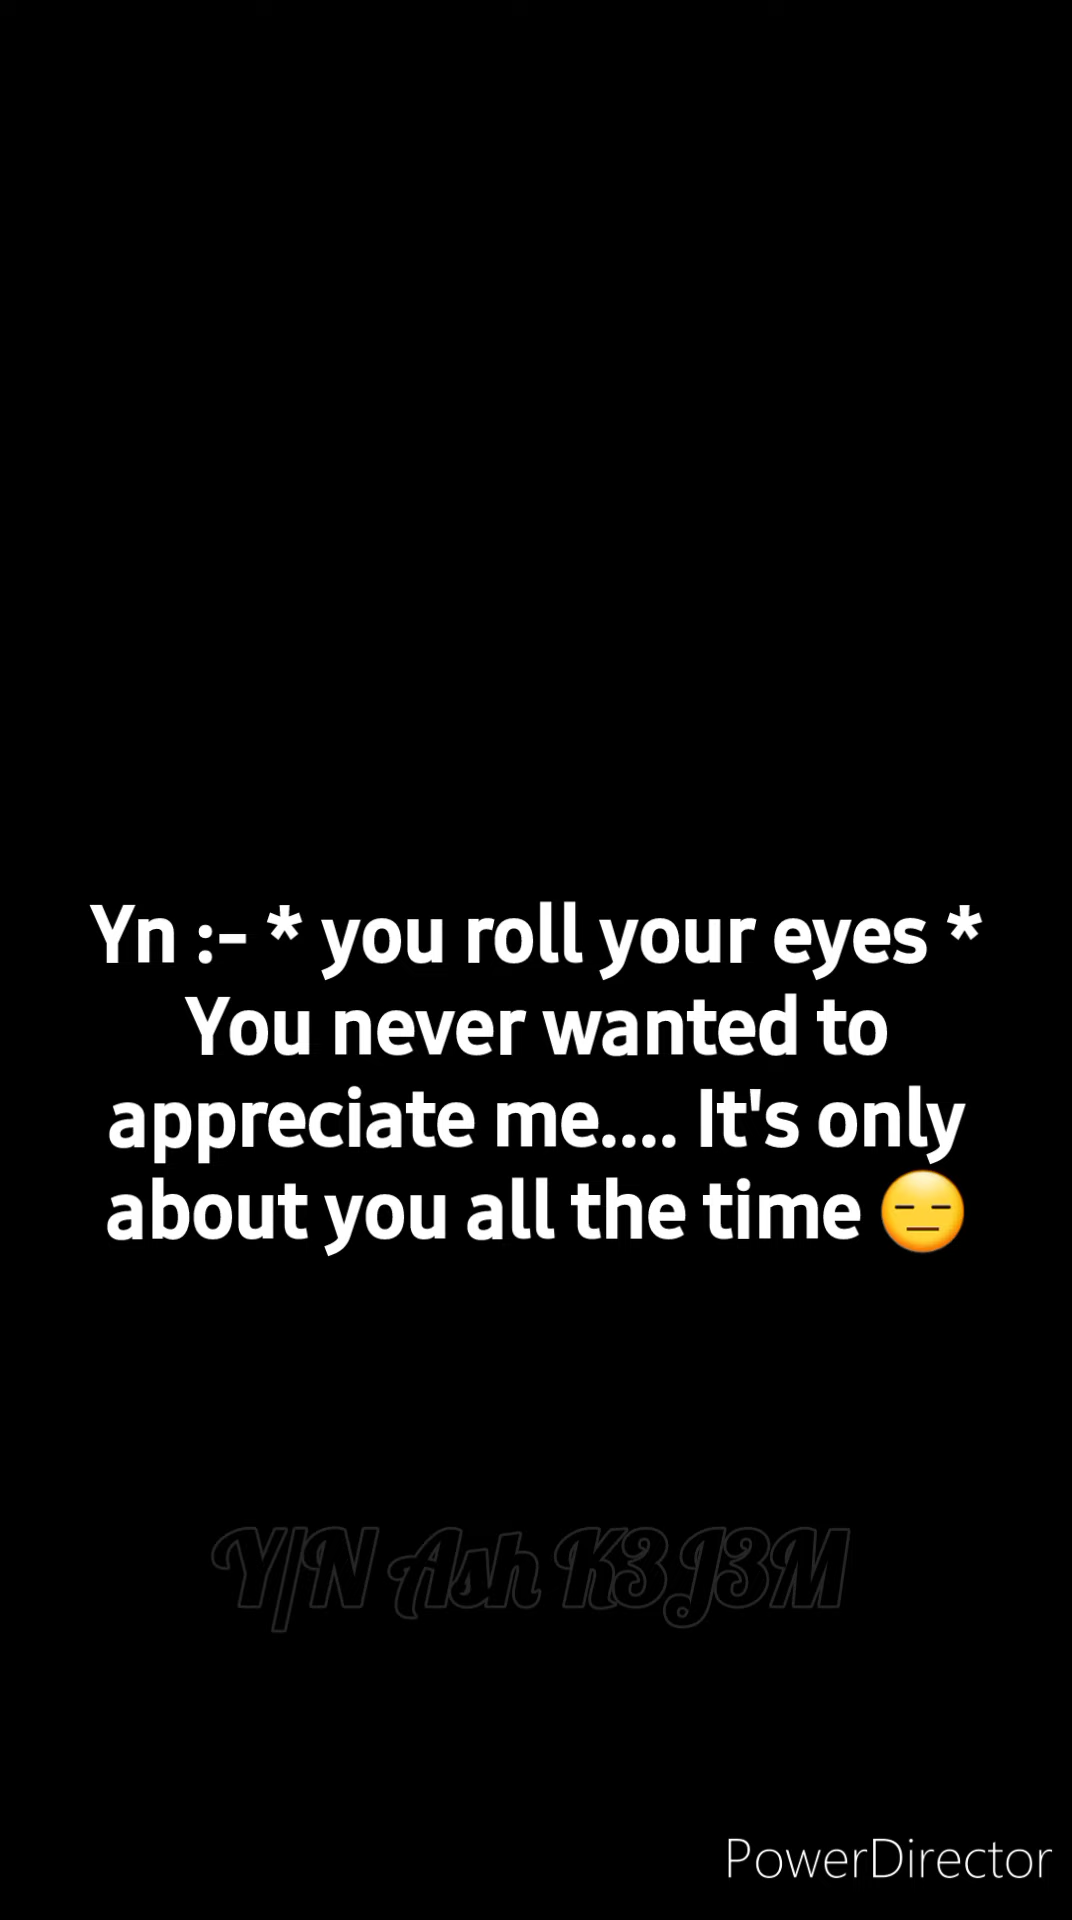 Yn :- * you roll your eyes *
You never wanted to
appreciate me.... It's only
about you all the time 😑
Y/N Ash K3J3M
PowerDirector